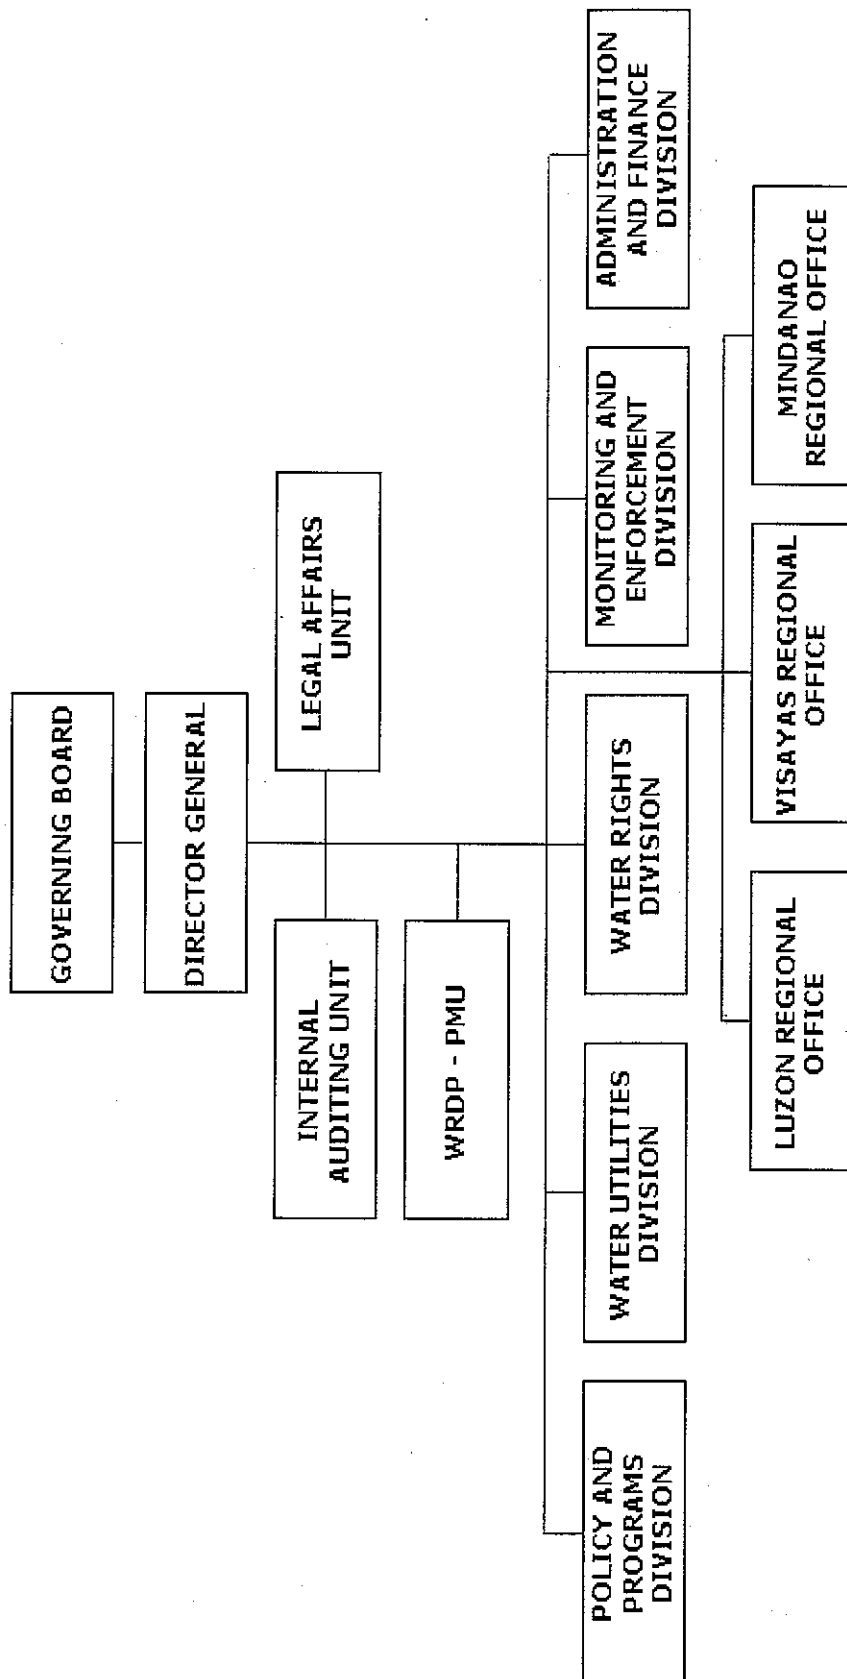 GOVERNING BOARD
DIRECTOR GENERAL
INTERNAL
AUDITING UNIT
LEGAL AFFAIRS
UNIT
WRDP - PMU
POLICY AND
PROGRAMS
DIVISION
WATER UTILITIES
DIVISION
WATER RIGHTS
DIVISION
MONITORING AND
ENFORCEMENT
DIVISION
ADMINISTRATION
AND FINANCE
DIVISION
LUZON REGIONAL
OFFICE
VISAYAS REGIONAL
OFFICE
MINDANAO
REGIONAL OFFICE